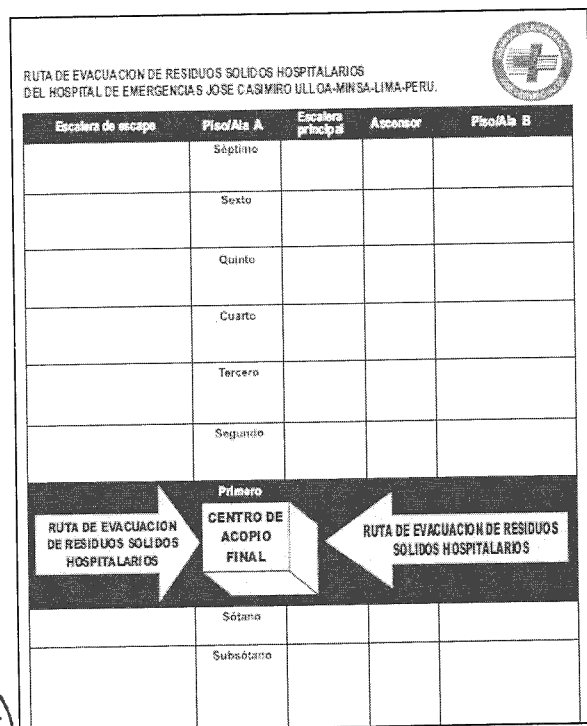 RUTA DE EVACUACION DE RESIDUOS SOLIDOS HOSPITALARIOS
DEL HOSPITAL DE EMERGENCIAS JOSE CASIMIRO ULLOA-MINSA-LIMA-PERU.
Escalera de escape Piso/Ala A Escalera principal Ascensor Piso/Ala B
Séptimo
Sexto
Quinto
Cuarto
Tercero
Segundo
Primero
RUTA DE EVACUACION
DE RESIDUOS SOLIDOS
HOSPITALARIOS
CENTRO DE
ACOPIO
FINAL
RUTA DE EVACUACION DE RESIDUOS
SOLIDOS HOSPITALARIOS
Sótano
Subsótano